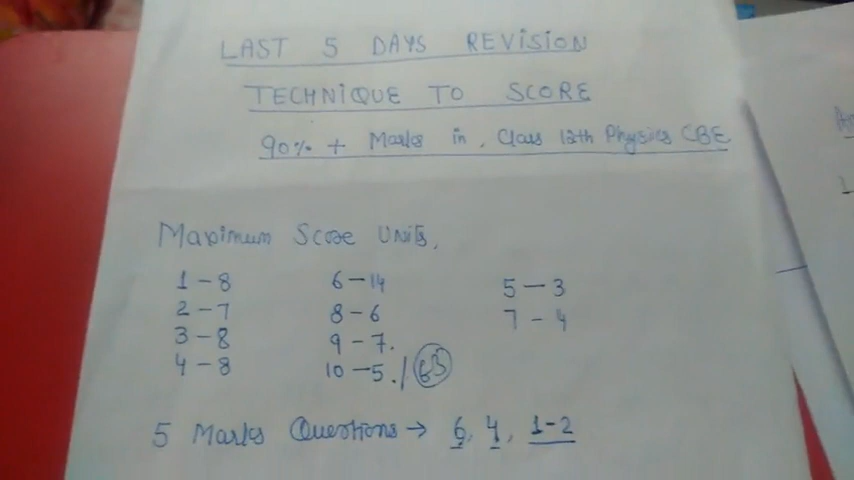 LAST 5 DAYS REVISION
TECHNIQUE TO SCORE
90% + Marks in, Class 12th Physics CBE
Maximum Score Units,
1 - 8
2 - 7
3 - 8
4 - 8
6 - 14
8 - 6
9 - 7.
10 - 5. / 63
5 - 3
7 - 4
5 Marks Questions → 6, 4, 1-2